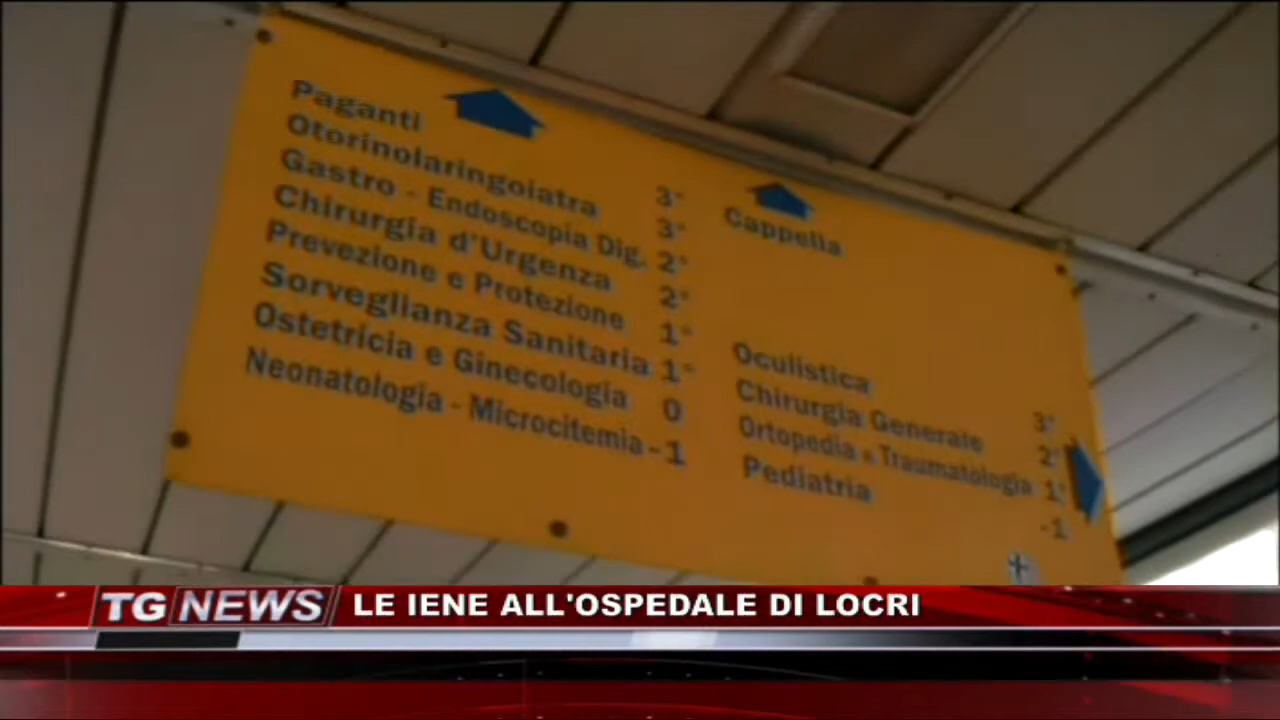 Paganti 3°
Otorinolaringoiatra 3°
Gastro - Endoscopia Dig. 2°
Chirurgia d'Urgenza 2°
Prevezione e Protezione 1°
Sorveglianza Sanitaria 1°
Ostetricia e Ginecologia 0
Neonatologia - Microcitemia -1
Cappella
Oculistica 3°
Chirurgia Generale 2°
Ortopedia e Traumatologia 1°
Pediatria -1
TG NEWS LE IENE ALL'OSPEDALE DI LOCRI